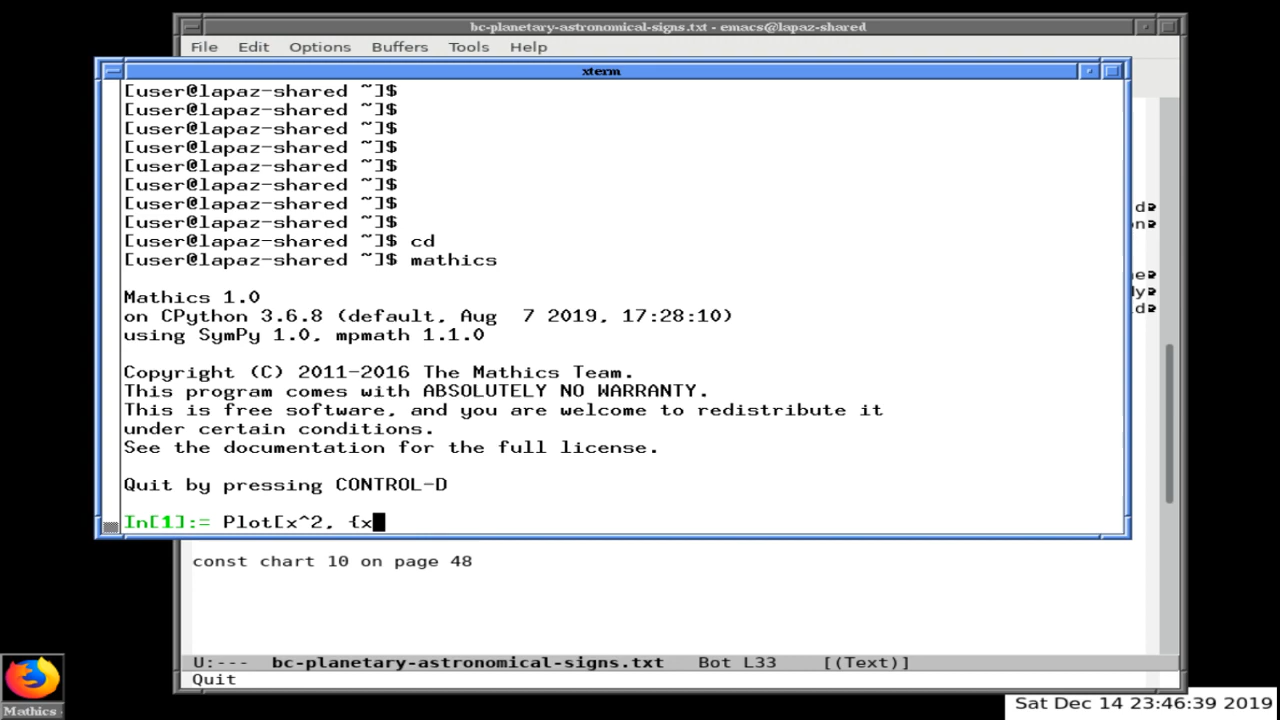 bc-planetary-astronomical-signs.txt - emacs@lapaz-shared
File Edit Options Buffers Tools Help
xterm
[user@lapaz-shared ~]$
[user@lapaz-shared ~]$
[user@lapaz-shared ~]$
[user@lapaz-shared ~]$
[user@lapaz-shared ~]$
[user@lapaz-shared ~]$
[user@lapaz-shared ~]$
[user@lapaz-shared ~]$
[user@lapaz-shared ~]$ cd
[user@lapaz-shared ~]$ mathics
Mathics 1.0
on CPython 3.6.8 (default, Aug  7 2019, 17:28:10)
using SymPy 1.0, mpmath 1.1.0
Copyright (C) 2011-2016 The Mathics Team.
This program comes with ABSOLUTELY NO WARRANTY.
This is free software, and you are welcome to redistribute it
under certain conditions.
See the documentation for the full license.
Quit by pressing CONTROL-D
In[1]:= Plot[x^2, {x
const chart 10 on page 48
U:--- bc-planetary-astronomical-signs.txt Bot L33 [(Text)]
Quit
Mathics
Sat Dec 14 23:46:39 2019